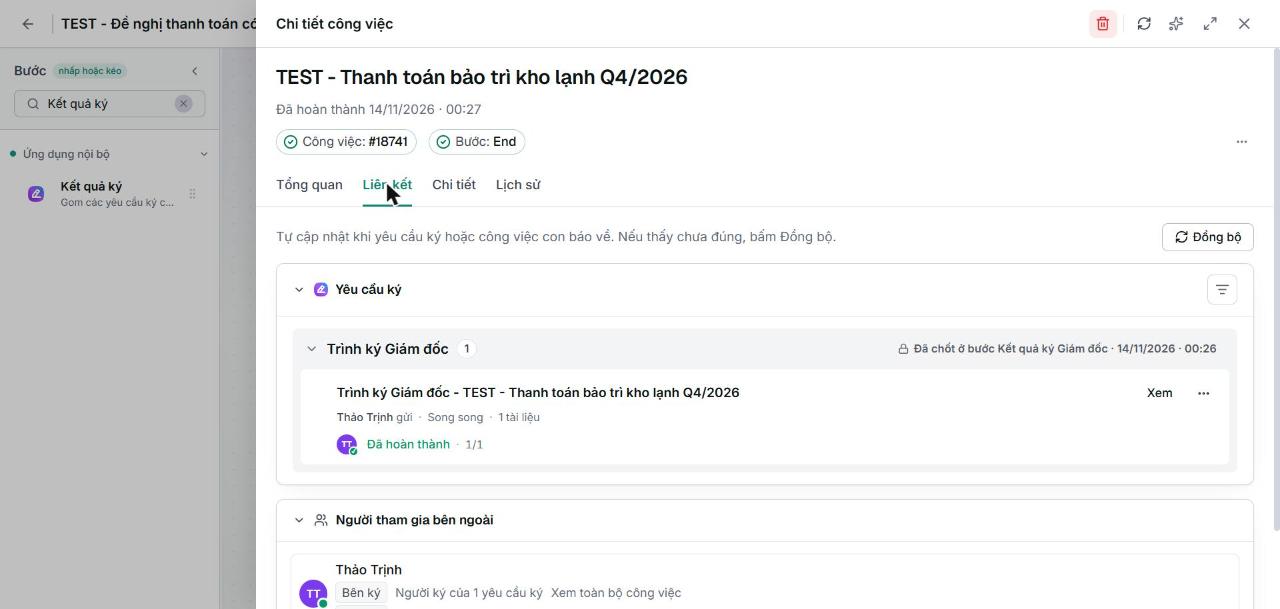 TEST - Đề nghị thanh toán có
Chi tiết công việc
Bước nhấp hoặc kéo
Kết quả ký
Ứng dụng nội bộ
Kết quả ký
Gom các yêu cầu ký c...
TEST - Thanh toán bảo trì kho lạnh Q4/2026
Đã hoàn thành 14/11/2026 · 00:27
Công việc: #18741 Bước: End
Tổng quan Liên kết Chi tiết Lịch sử
Tự cập nhật khi yêu cầu ký hoặc công việc con báo về. Nếu thấy chưa đúng, bấm Đồng bộ.
Đồng bộ
Yêu cầu ký
Trình ký Giám đốc 1
Đã chốt ở bước Kết quả ký Giám đốc · 14/11/2026 · 00:26
Trình ký Giám đốc - TEST - Thanh toán bảo trì kho lạnh Q4/2026
Xem
Thảo Trịnh gửi · Song song · 1 tài liệu
TT Đã hoàn thành · 1/1
Người tham gia bên ngoài
Thảo Trịnh
TT Bên ký Người ký của 1 yêu cầu ký Xem toàn bộ công việc